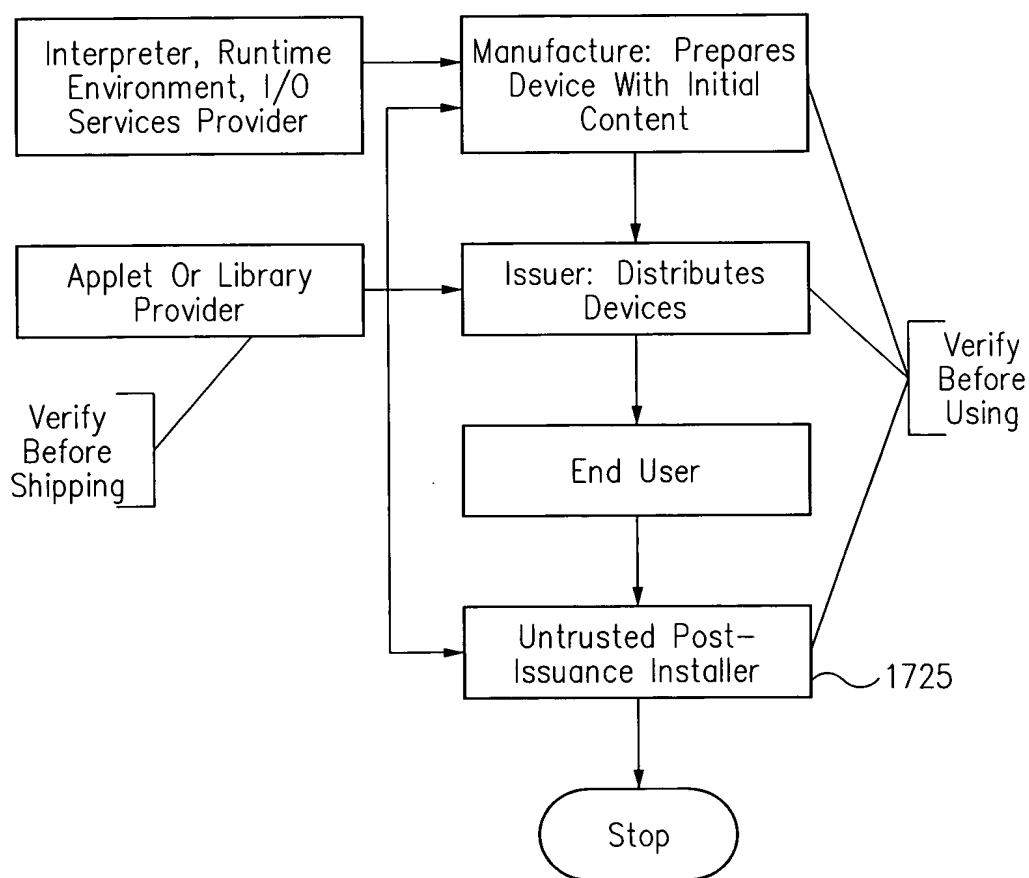 Interpreter, Runtime
Environment, I/O
Services Provider
Manufacture: Prepares
Device With Initial
Content
Applet Or Library
Provider
Issuer: Distributes
Devices
Verify
Before
Shipping
Verify
Before
Using
End User
Untrusted Post-
Issuance Installer
1725
Stop